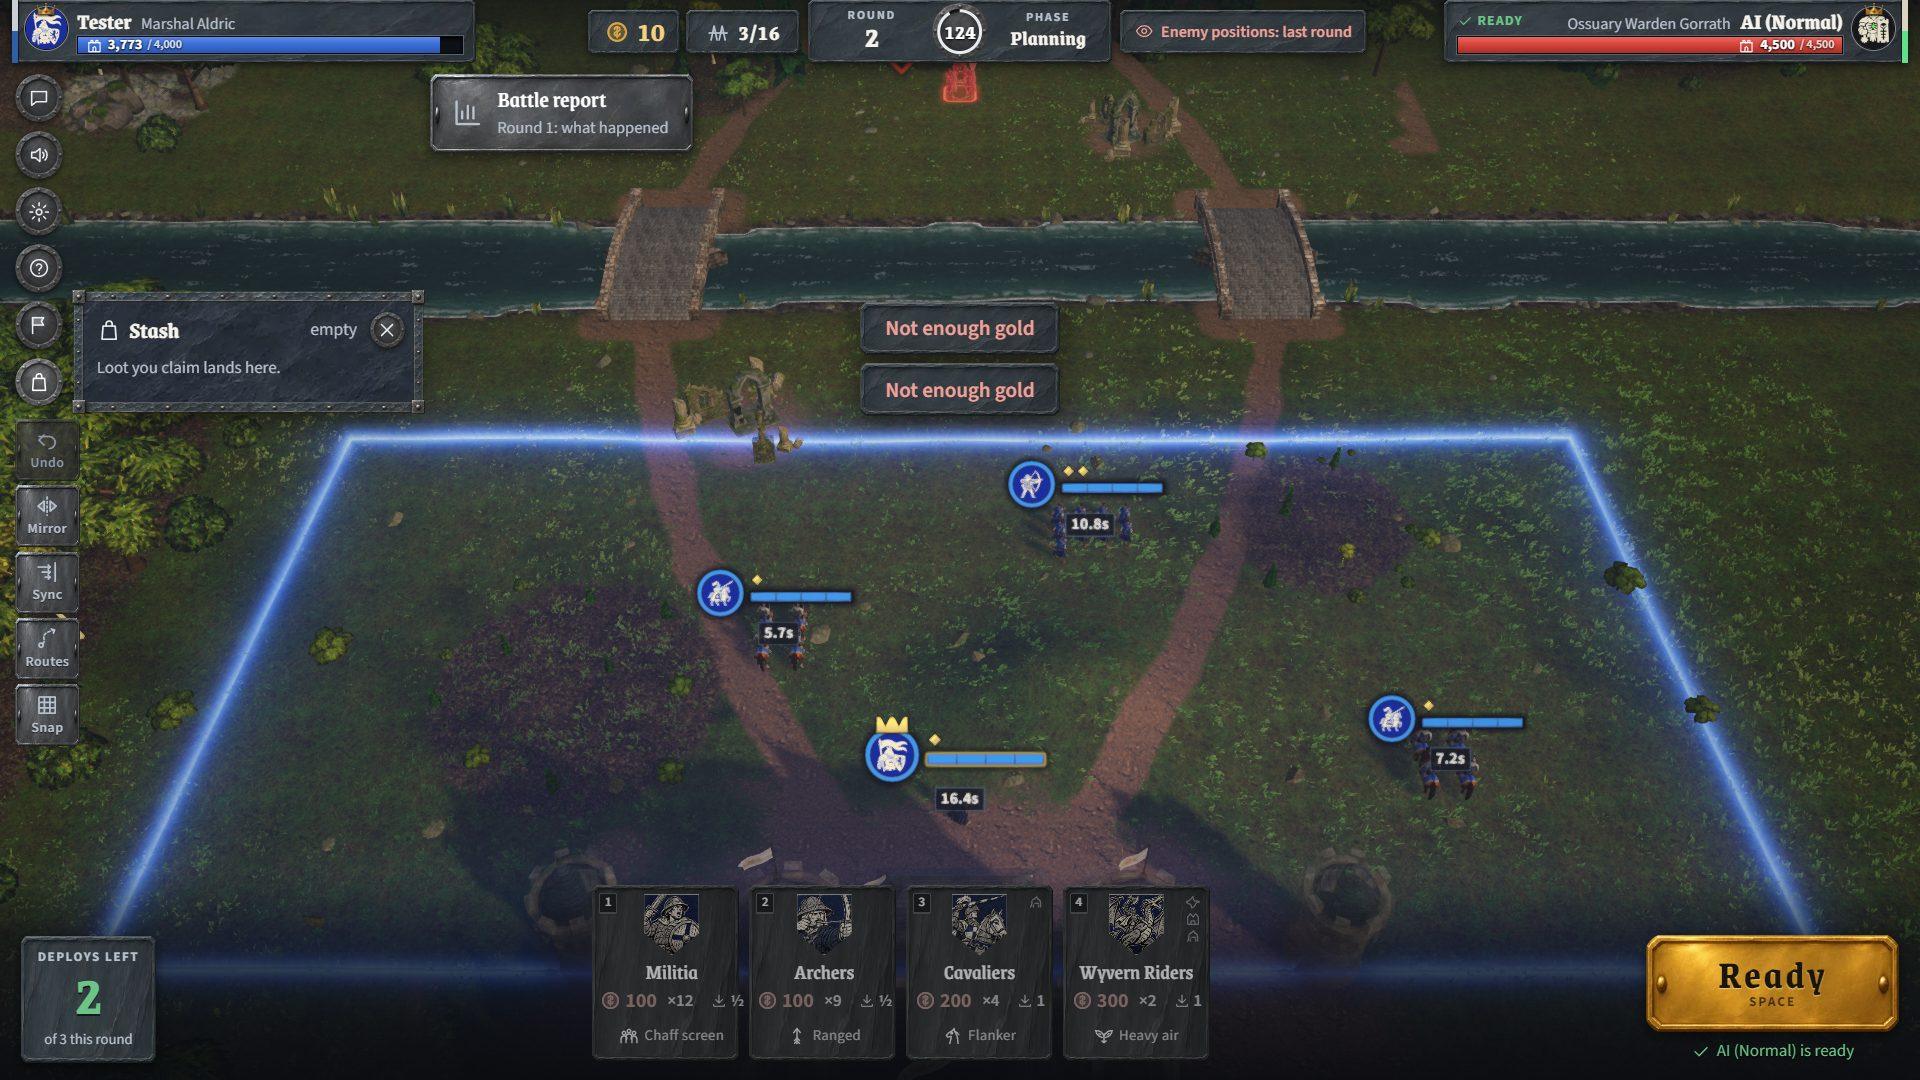 Tester Marshal Aldric
3,773 / 4,000
10
3/16
ROUND
2
124
PHASE
Planning
Enemy positions: last round
READY
Ossuary Warden Gorrath AI (Normal)
4,500 / 4,500
Battle report
Round 1: what happened
Stash empty
Loot you claim lands here.
Not enough gold
Not enough gold
Undo
Mirror
Sync
Routes
Snap
10.8s
5.7s
7.2s
16.4s
DEPLOYS LEFT
2
of 3 this round
1
Militia
100 ×12 ½
Chaff screen
2
Archers
100 ×9 ½
Ranged
3
Cavaliers
200 ×4 1
Flanker
4
Wyvern Riders
300 ×2 1
Heavy air
Ready
SPACE
AI (Normal) is ready